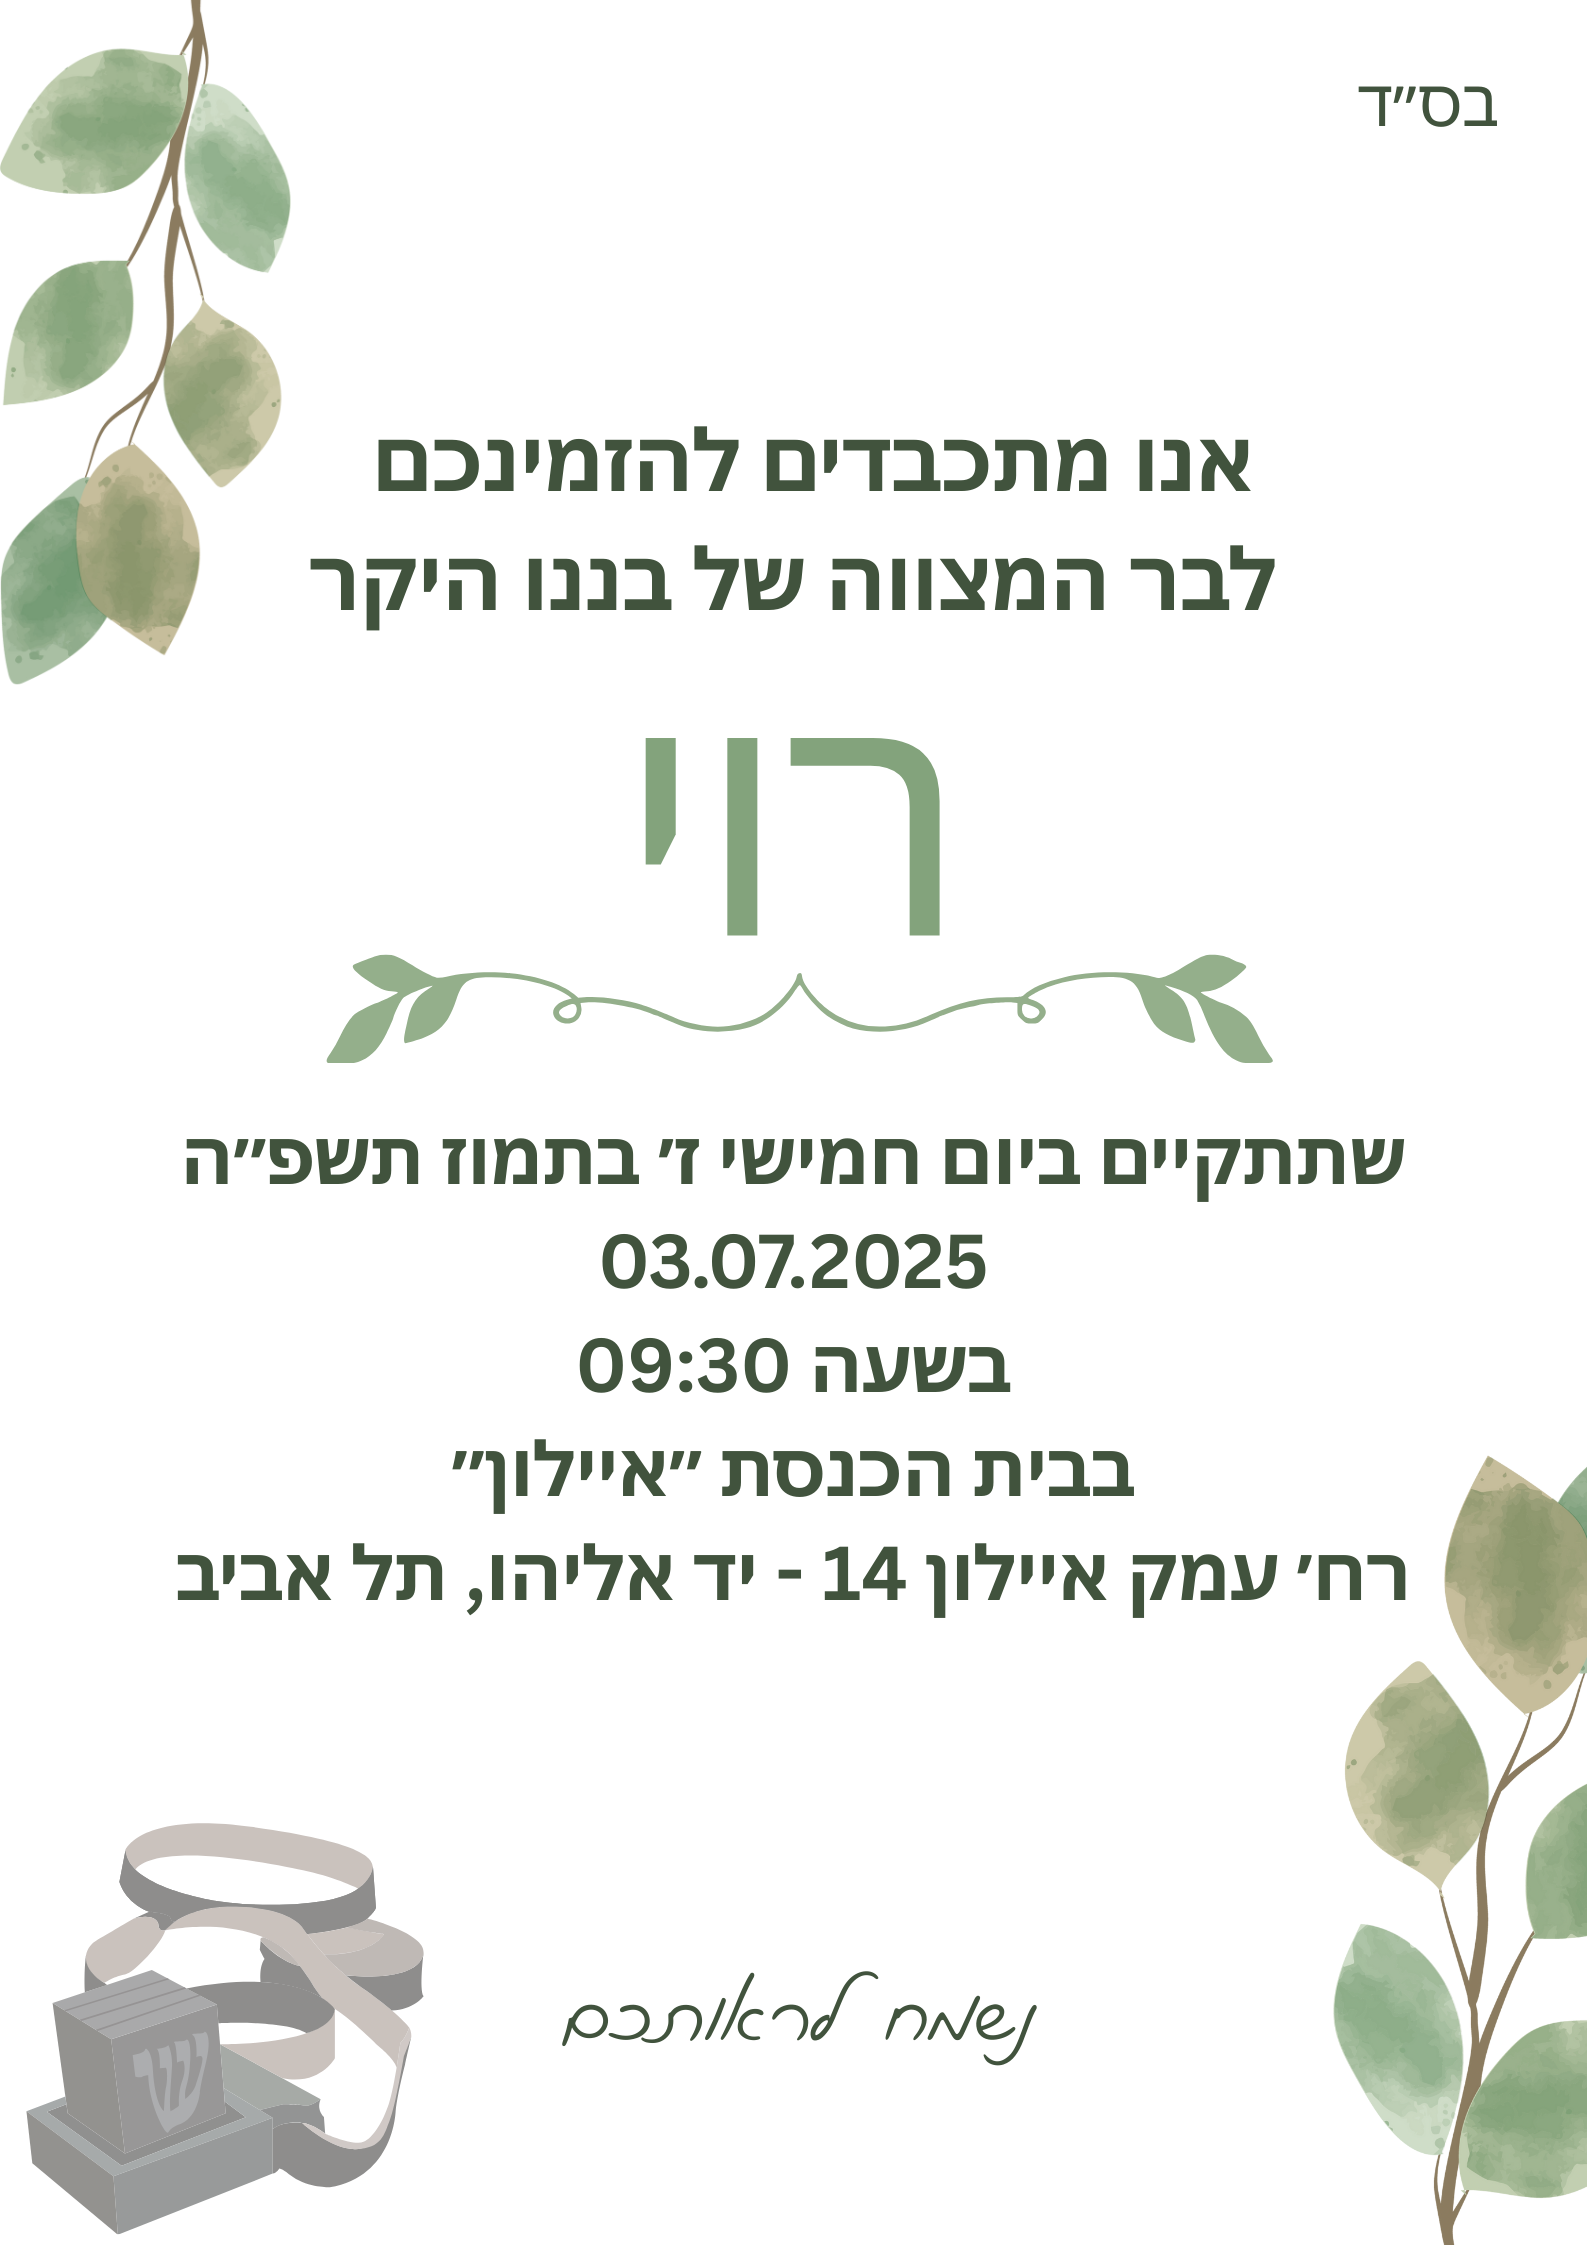 בס״ד
אנו מתכבדים להזמינכם
לבר המצווה של בננו היקר
רוי
שתתקיים ביום חמישי ז׳ בתמוז תשפ״ה
03.07.2025
בשעה 09:30
בבית הכנסת ״איילון״
רח׳ עמק איילון 14 - יד אליהו, תל אביב
נשמח לראותכם
ש